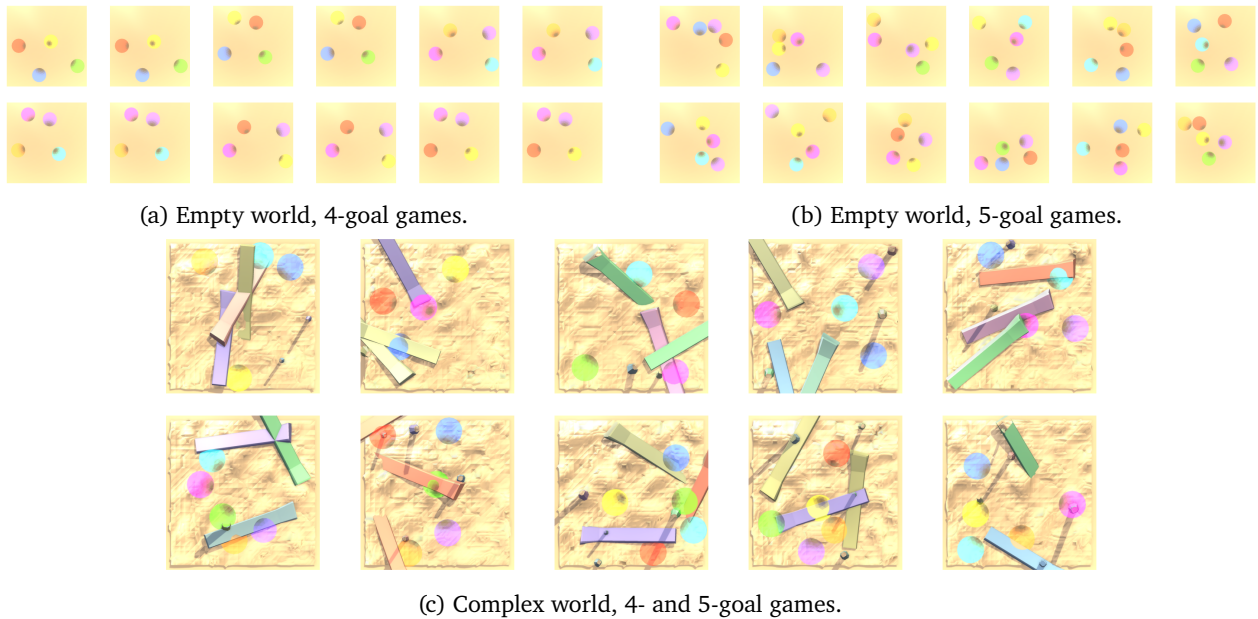 (a) Empty world, 4-goal games.
(b) Empty world, 5-goal games.
(c) Complex world, 4- and 5-goal games.